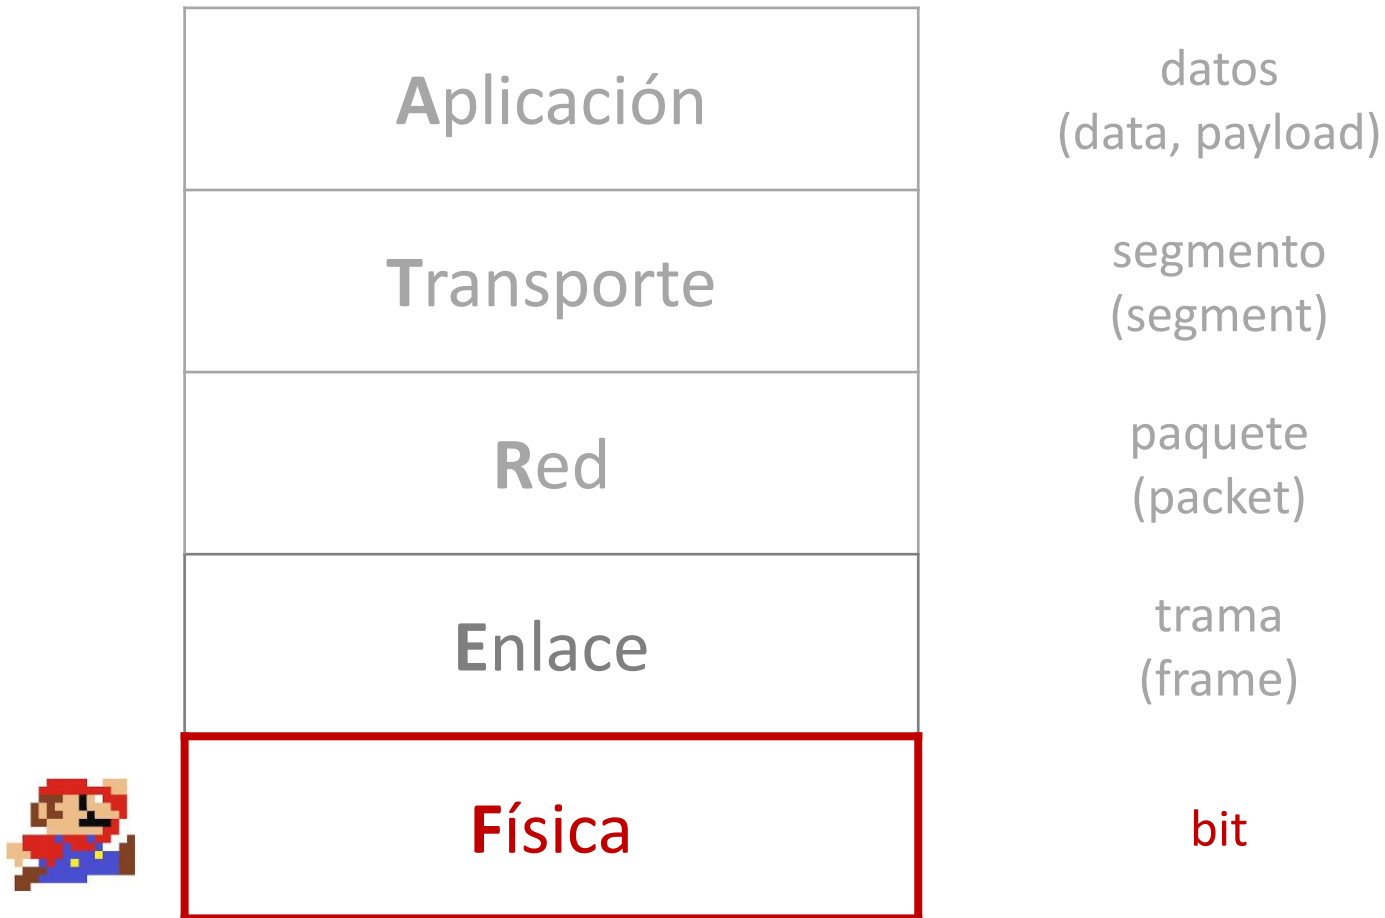 Aplicación
datos
(data, payload)
Transporte
segmento
(segment)
Red
paquete
(packet)
Enlace
trama
(frame)
Física
bit